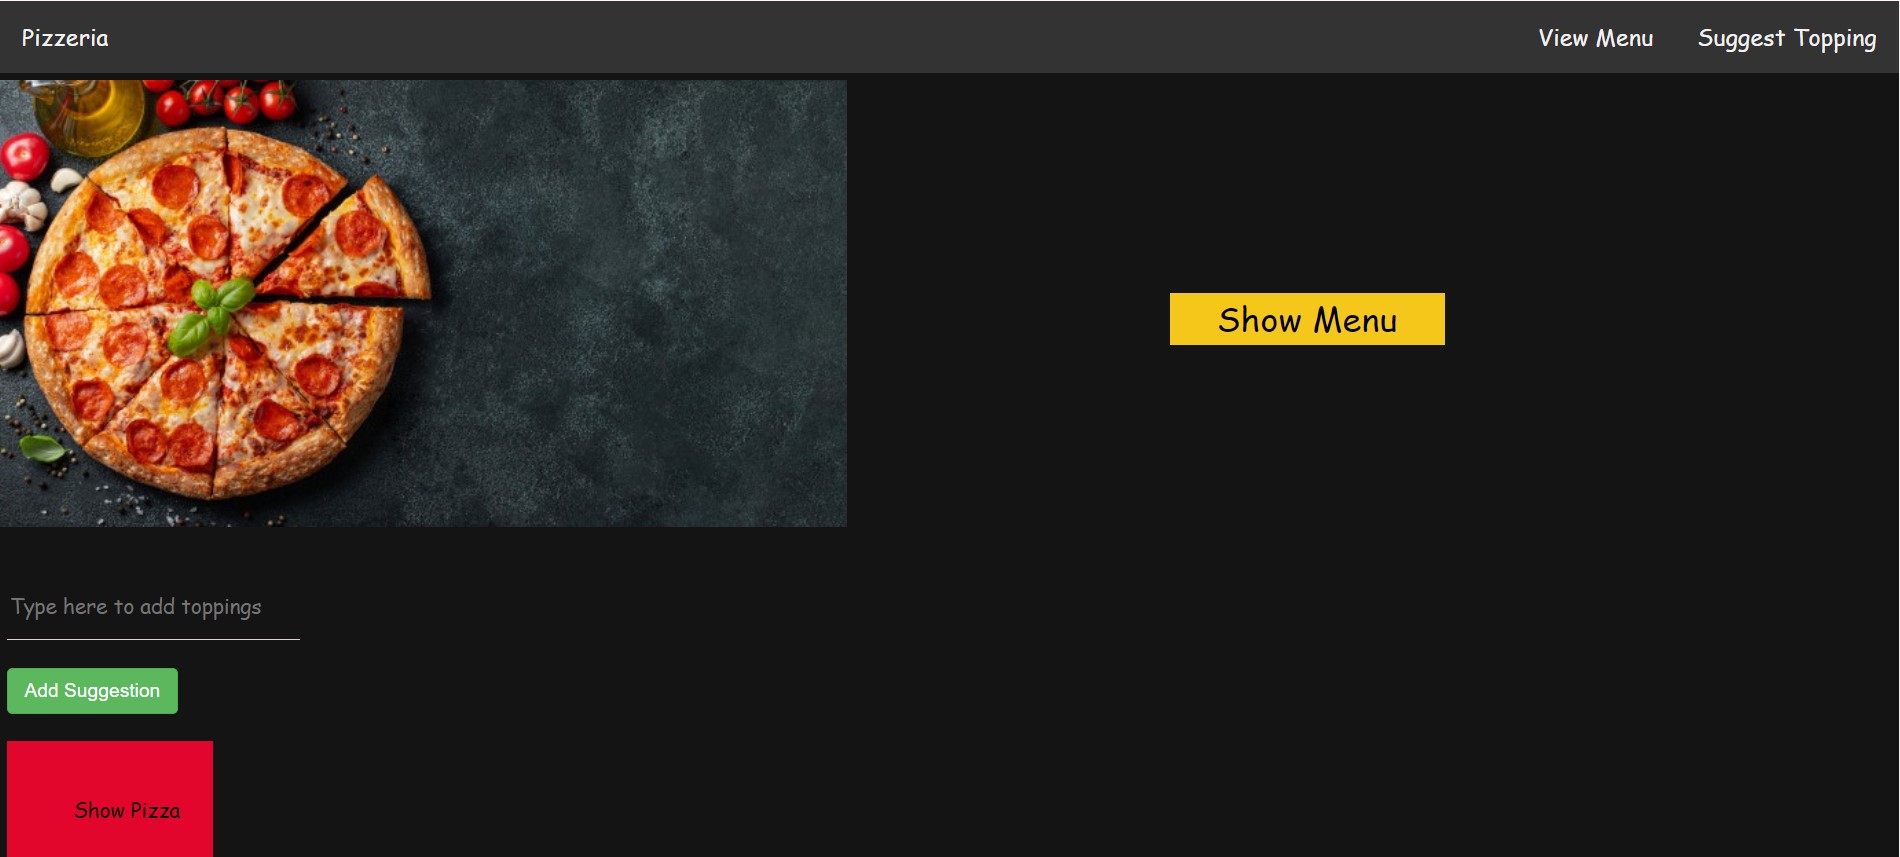 Pizzeria
View Menu
Suggest Topping
Show Menu
Type here to add toppings
Add Suggestion
Show Pizza